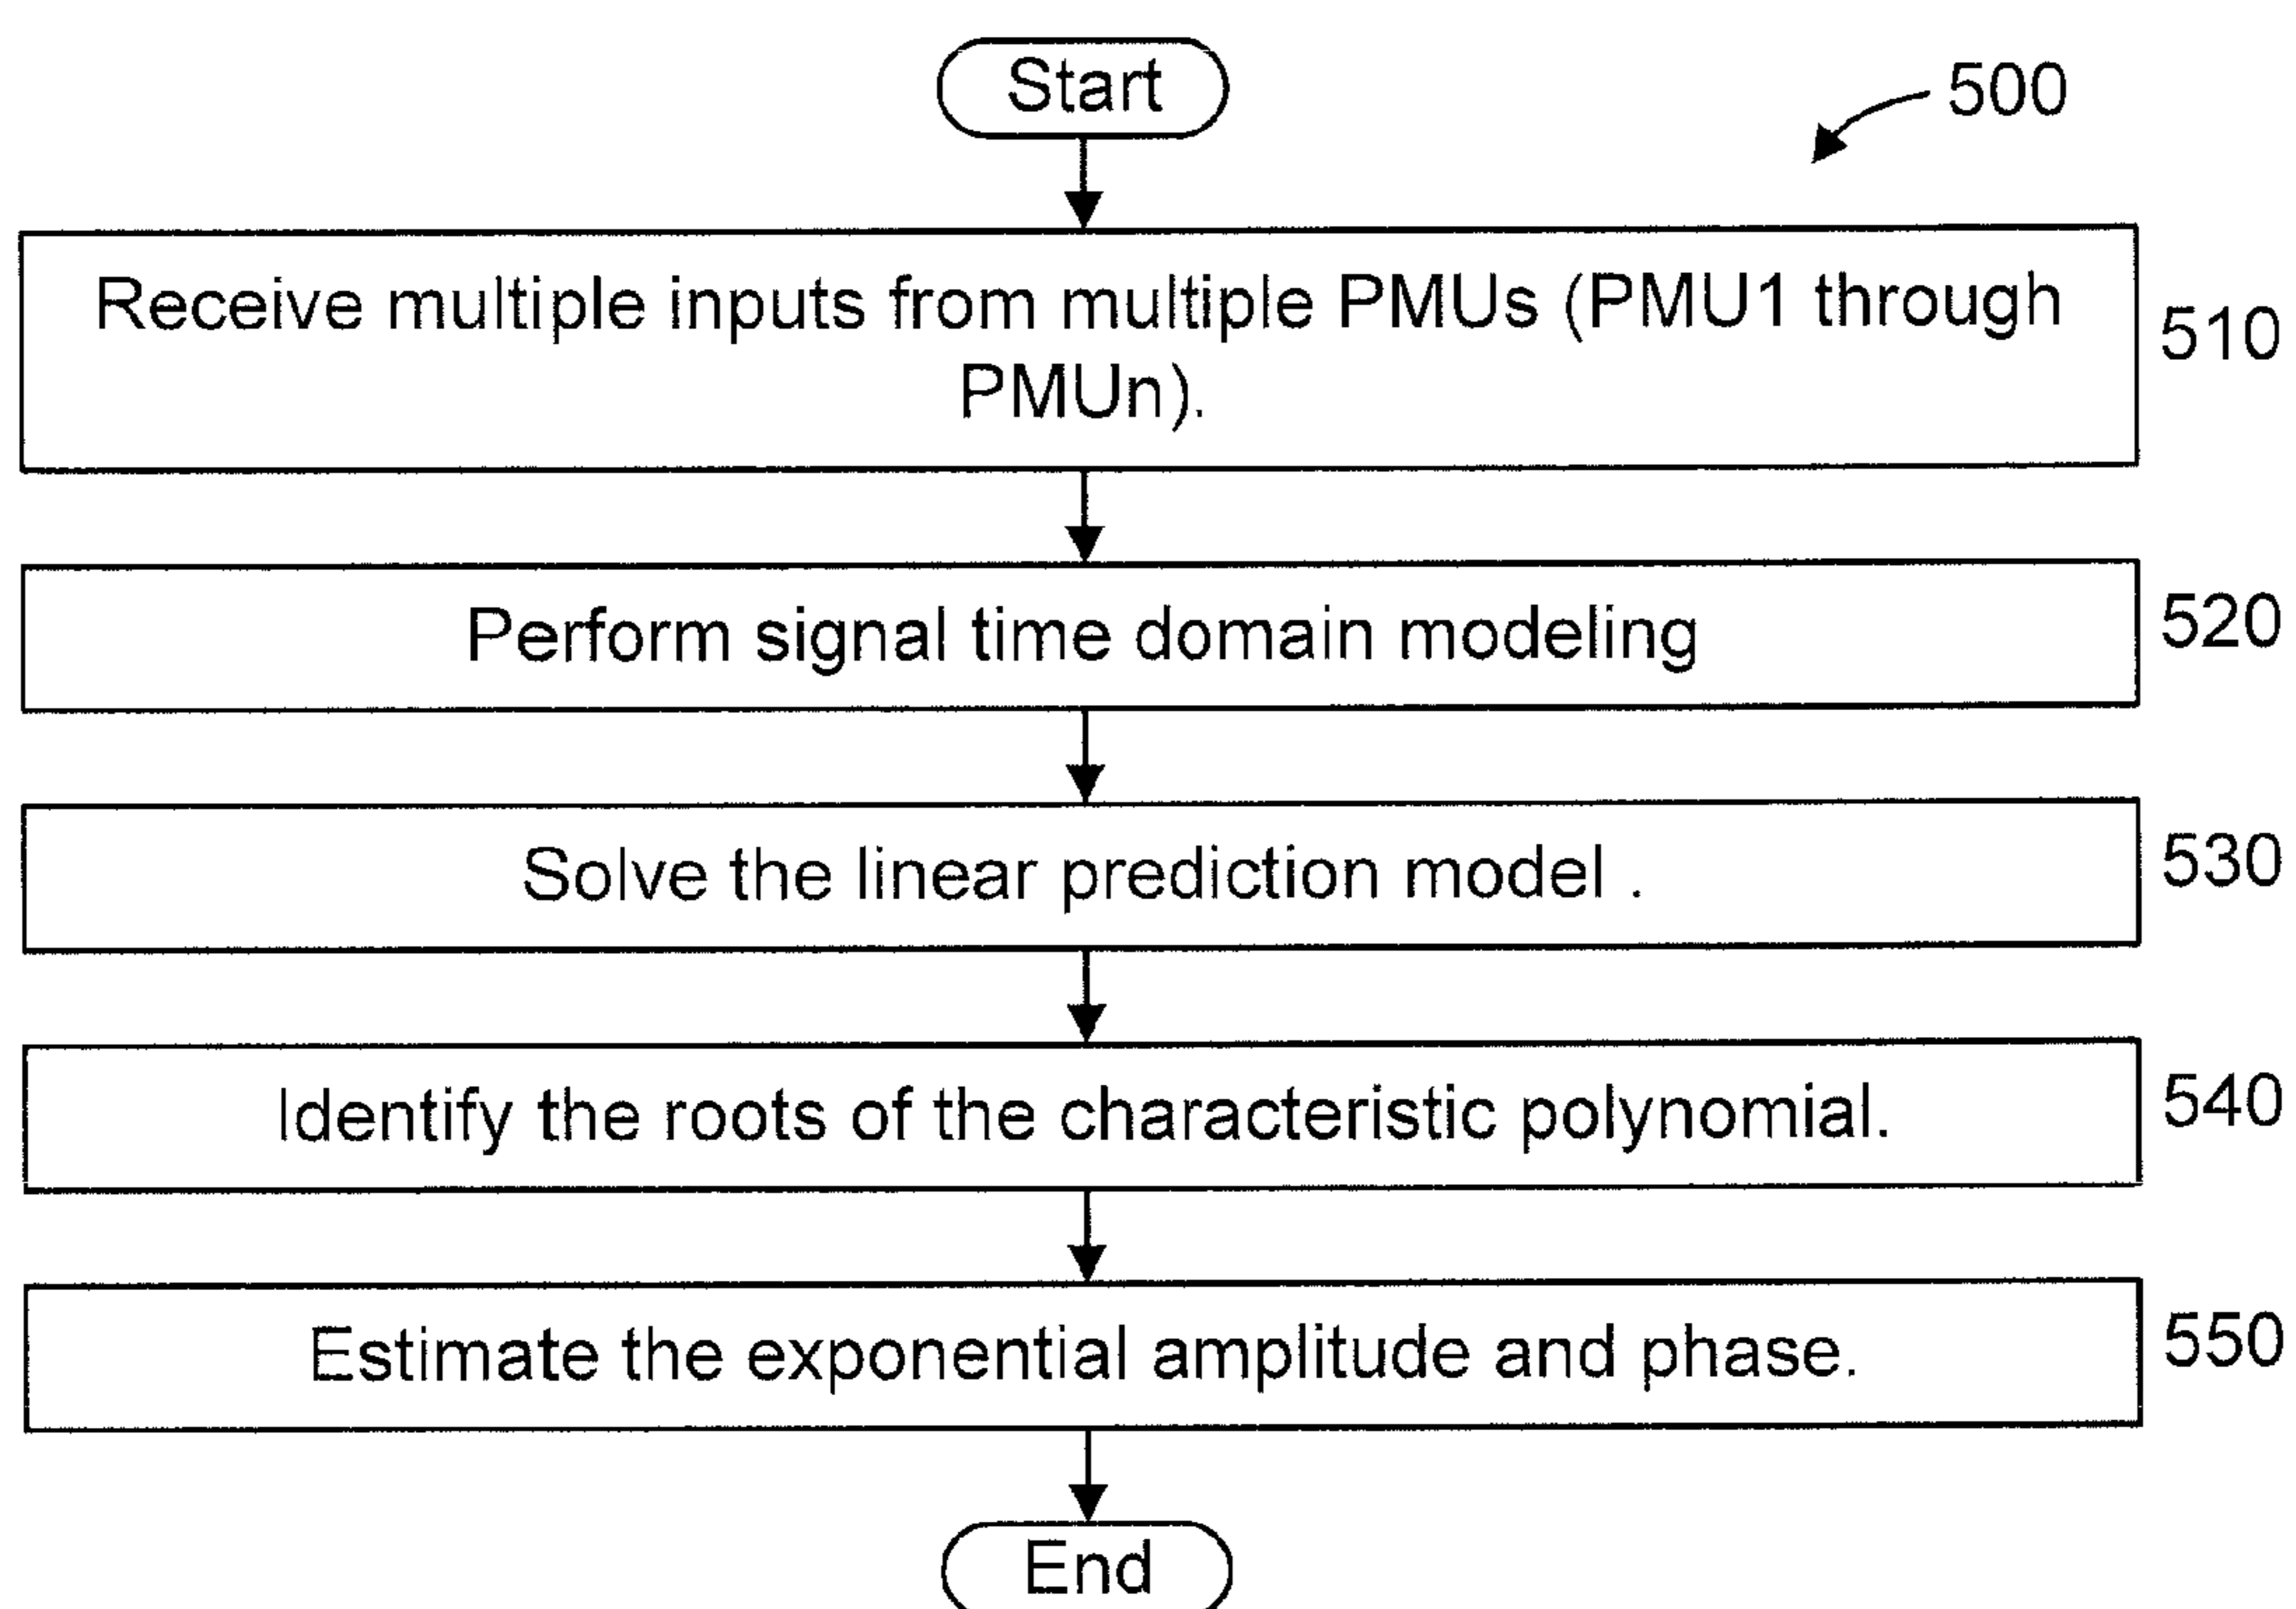 Start
500
Receive multiple inputs from multiple PMUs (PMU1 through
PMUn).
510
Perform signal time domain modeling
520
Solve the linear prediction model .
530
Identify the roots of the characteristic polynomial.
540
Estimate the exponential amplitude and phase.
550
End